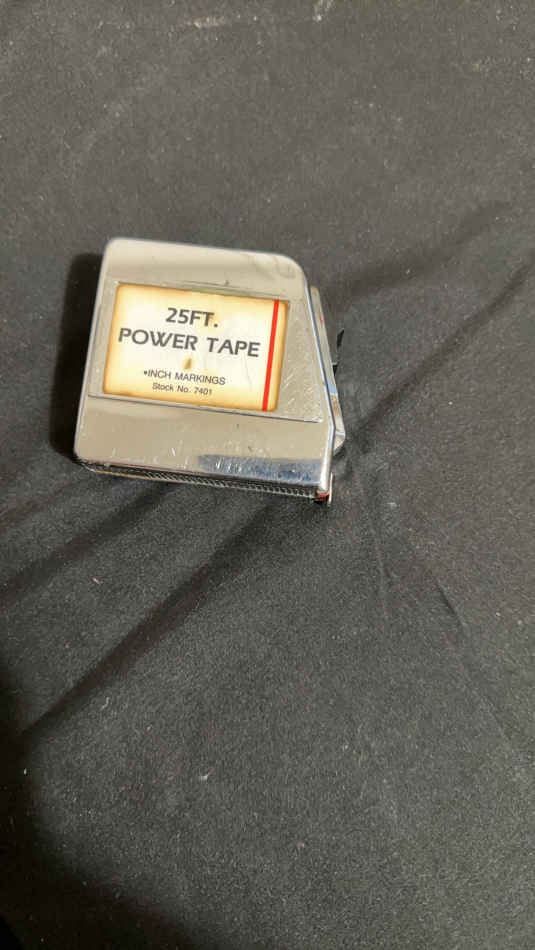 25FT.
POWER TAPE
•INCH MARKINGS
Stock No. 7401